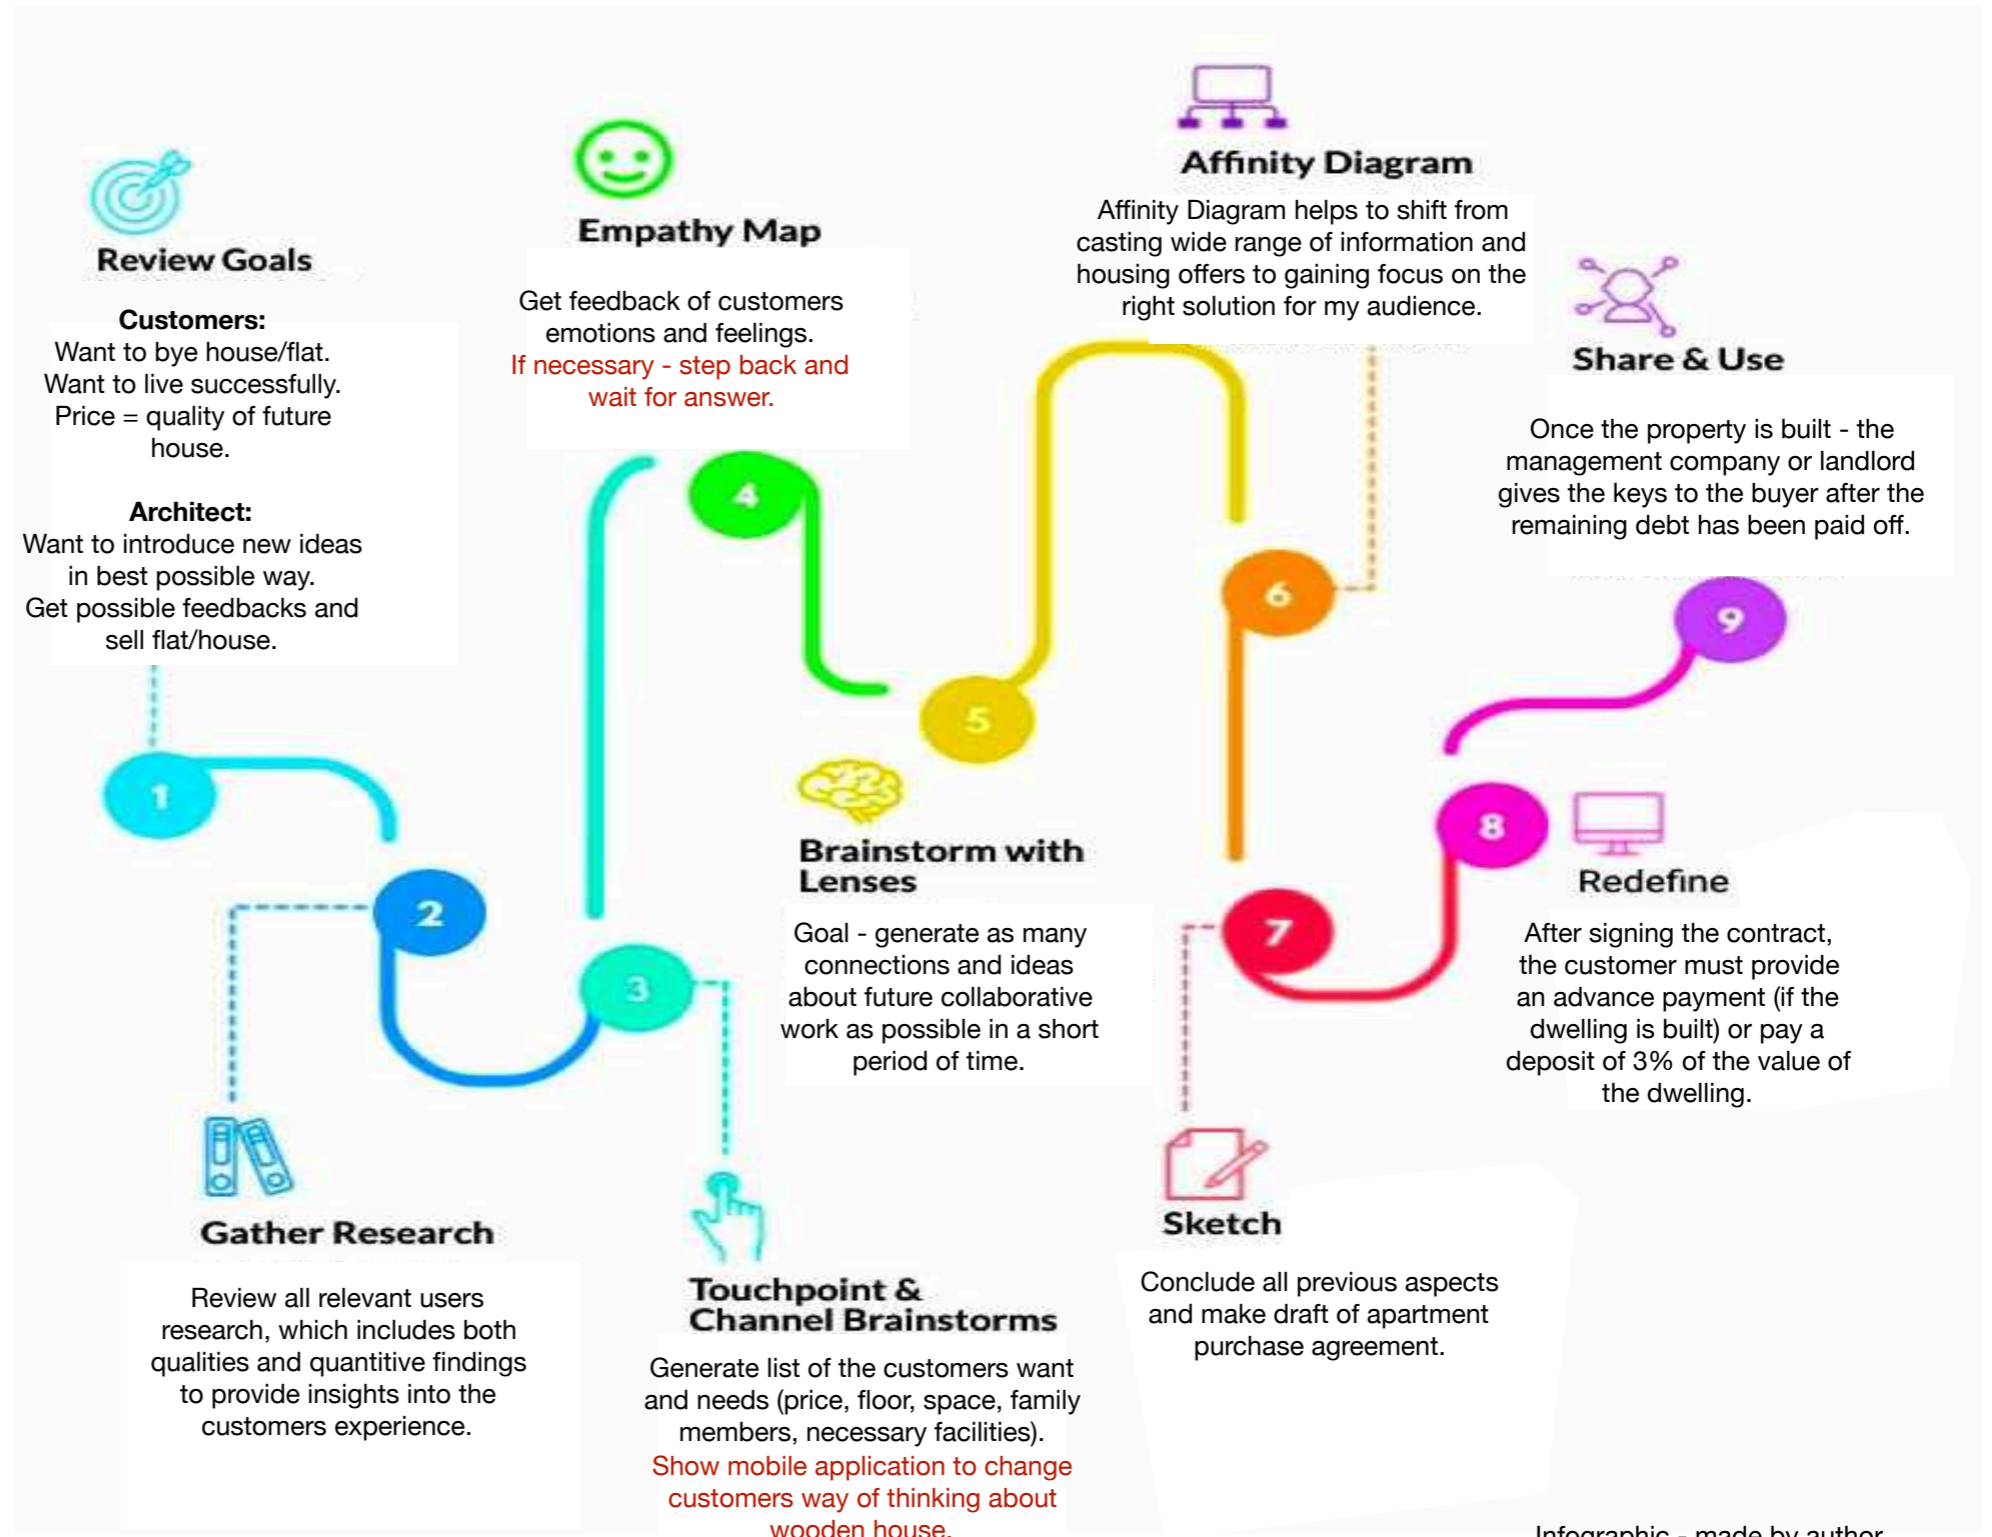 Review Goals
Customers:
Want to bye house/flat.
Want to live successfully.
Price = quality of future
house.
Architect:
Want to introduce new ideas
in best possible way.
Get possible feedbacks and
sell flat/house.
1
2
Gather Research
Review all relevant users
research, which includes both
qualities and quantitive findings
to provide insights into the
customers experience.
3
Touchpoint &
Channel Brainstorms
Generate list of the customers want
and needs (price, floor, space, family
members, necessary facilities).
Show mobile application to change
customers way of thinking about
wooden house.
Empathy Map
Get feedback of customers
emotions and feelings.
If necessary - step back and
wait for answer.
4
5
Brainstorm with
Lenses
Goal - generate as many
connections and ideas
about future collaborative
work as possible in a short
period of time.
Affinity Diagram
Affinity Diagram helps to shift from
casting wide range of information and
housing offers to gaining focus on the
right solution for my audience.
6
7
Sketch
Conclude all previous aspects
and make draft of apartment
purchase agreement.
8
Redefine
After signing the contract,
the customer must provide
an advance payment (if the
dwelling is built) or pay a
deposit of 3% of the value of
the dwelling.
Share & Use
Once the property is built - the
management company or landlord
gives the keys to the buyer after the
remaining debt has been paid off.
9
Infographic - made by author